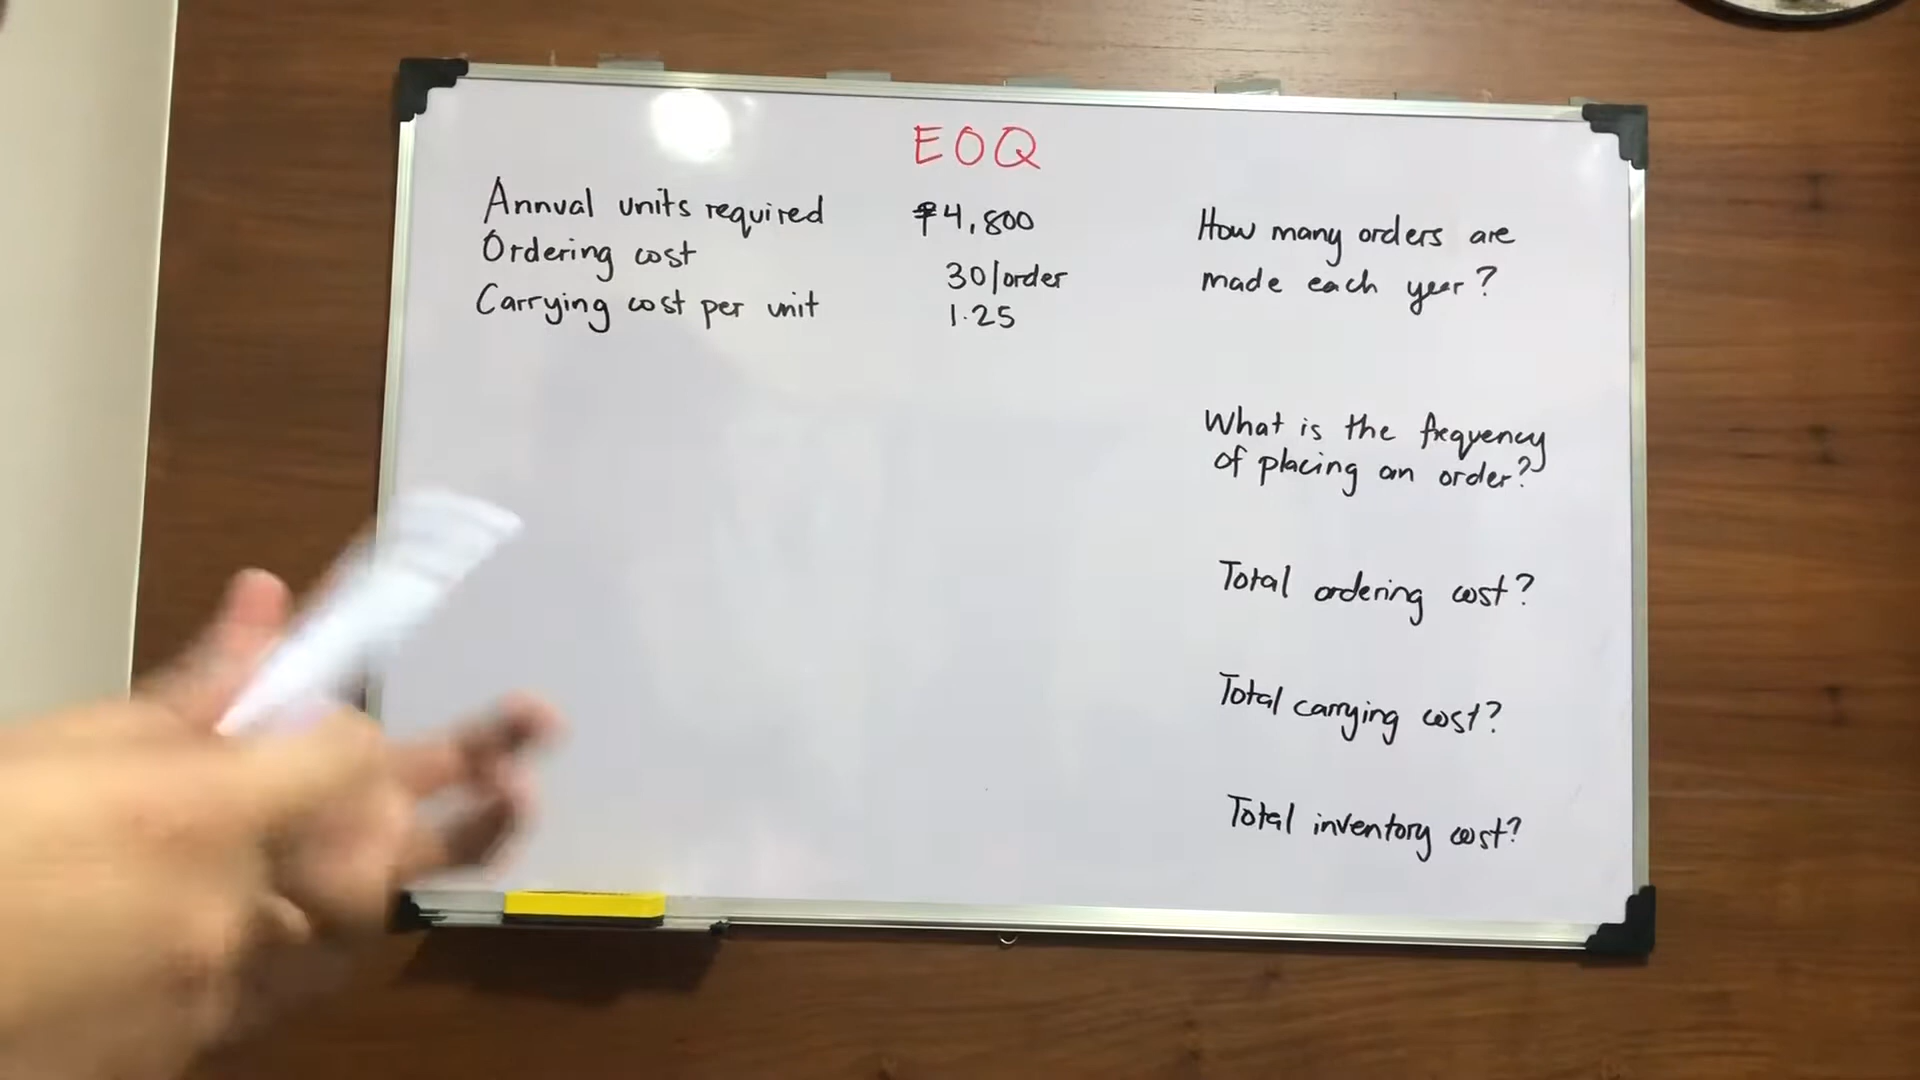 EOQ
Annual units required ₱4,800
Ordering cost 30/order
Carrying cost per unit 1.25
How many orders are
made each year?
What is the frequency
of placing an order?
Total ordering cost?
Total carrying cost?
Total inventory cost?